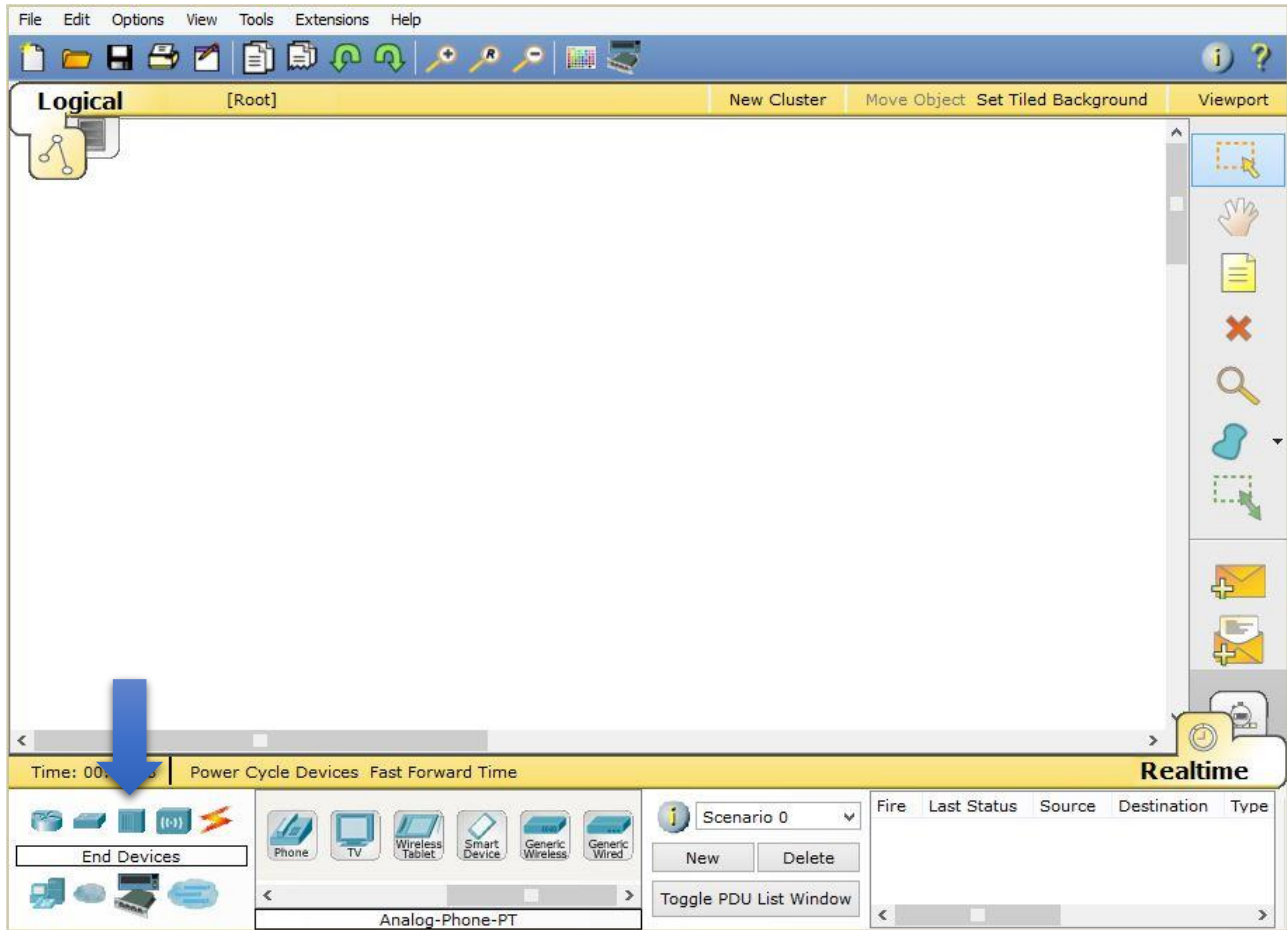 File Edit Options View Tools Extensions Help
Logical [Root] New Cluster Move Object Set Tiled Background Viewport
Time: 00: Power Cycle Devices Fast Forward Time Realtime
End Devices
Phone
TV
Wireless
Tablet
Smart
Device
Generic
Wireless
Generic
Wired
Analog-Phone-PT
Scenario 0
New Delete
Toggle PDU List Window
Fire Last Status Source Destination Type